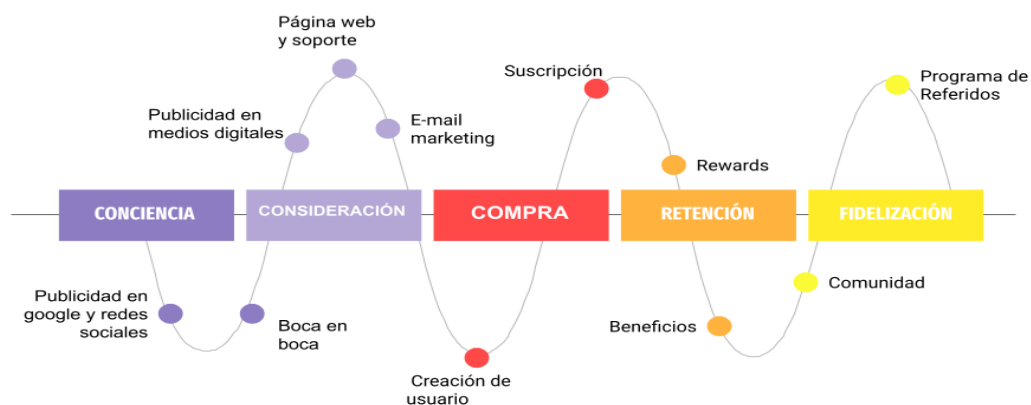 Página web
y soporte
Publicidad en
medios digitales
E-mail
marketing
Suscripción
Rewards
Programa de
Referidos
CONCIENCIA
CONSIDERACIÓN
COMPRA
RETENCIÓN
FIDELIZACIÓN
Publicidad en
google y redes
sociales
Boca en
boca
Creación de
usuario
Beneficios
Comunidad